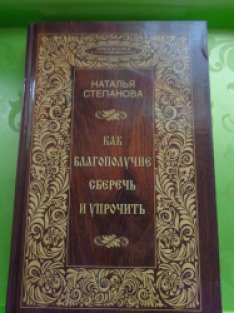 НАТАЛЬЯ
СТЕПАНОВА
КАК
БЛАГОПОЛУЧИЕ
СБЕРЕЧЬ
И УПРОЧИТЬ